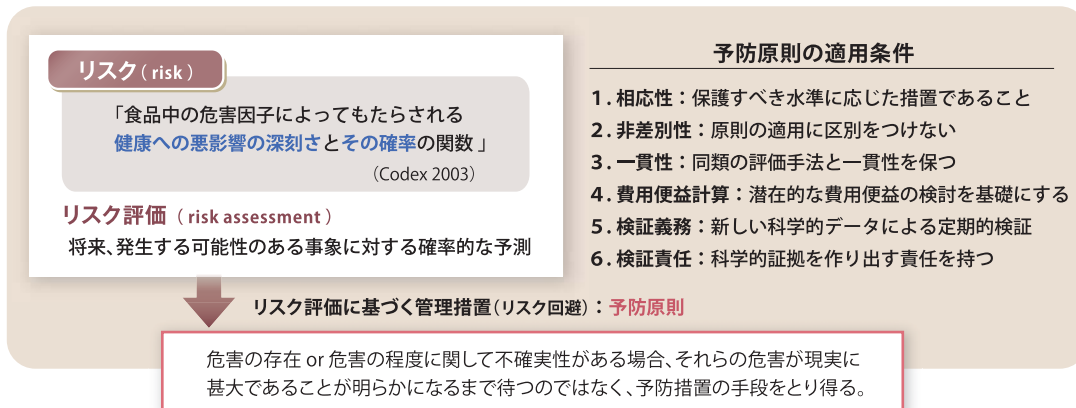 リスク( risk )
「食品中の危害因子によってもたらされる
健康への悪影響の深刻さとその確率の関数 」
(Codex 2003)
リスク評価( risk assessment )
将来、発生する可能性のある事象に対する確率的な予測
予防原則の適用条件
1 . 相応性：保護すべき水準に応じた措置であること
2 . 非差別性：原則の適用に区別をつけない
3 . 一貫性：同類の評価手法と一貫性を保つ
4 . 費用便益計算：潜在的な費用便益の検討を基礎にする
5 . 検証義務：新しい科学的データによる定期的検証
6 . 検証責任：科学的証拠を作り出す責任を持つ
リスク評価に基づく管理措置(リスク回避)：予防原則
危害の存在 or 危害の程度に関して不確実性がある場合、それらの危害が現実に
甚大であることが明らかになるまで待つのではなく、予防措置の手段をとり得る。